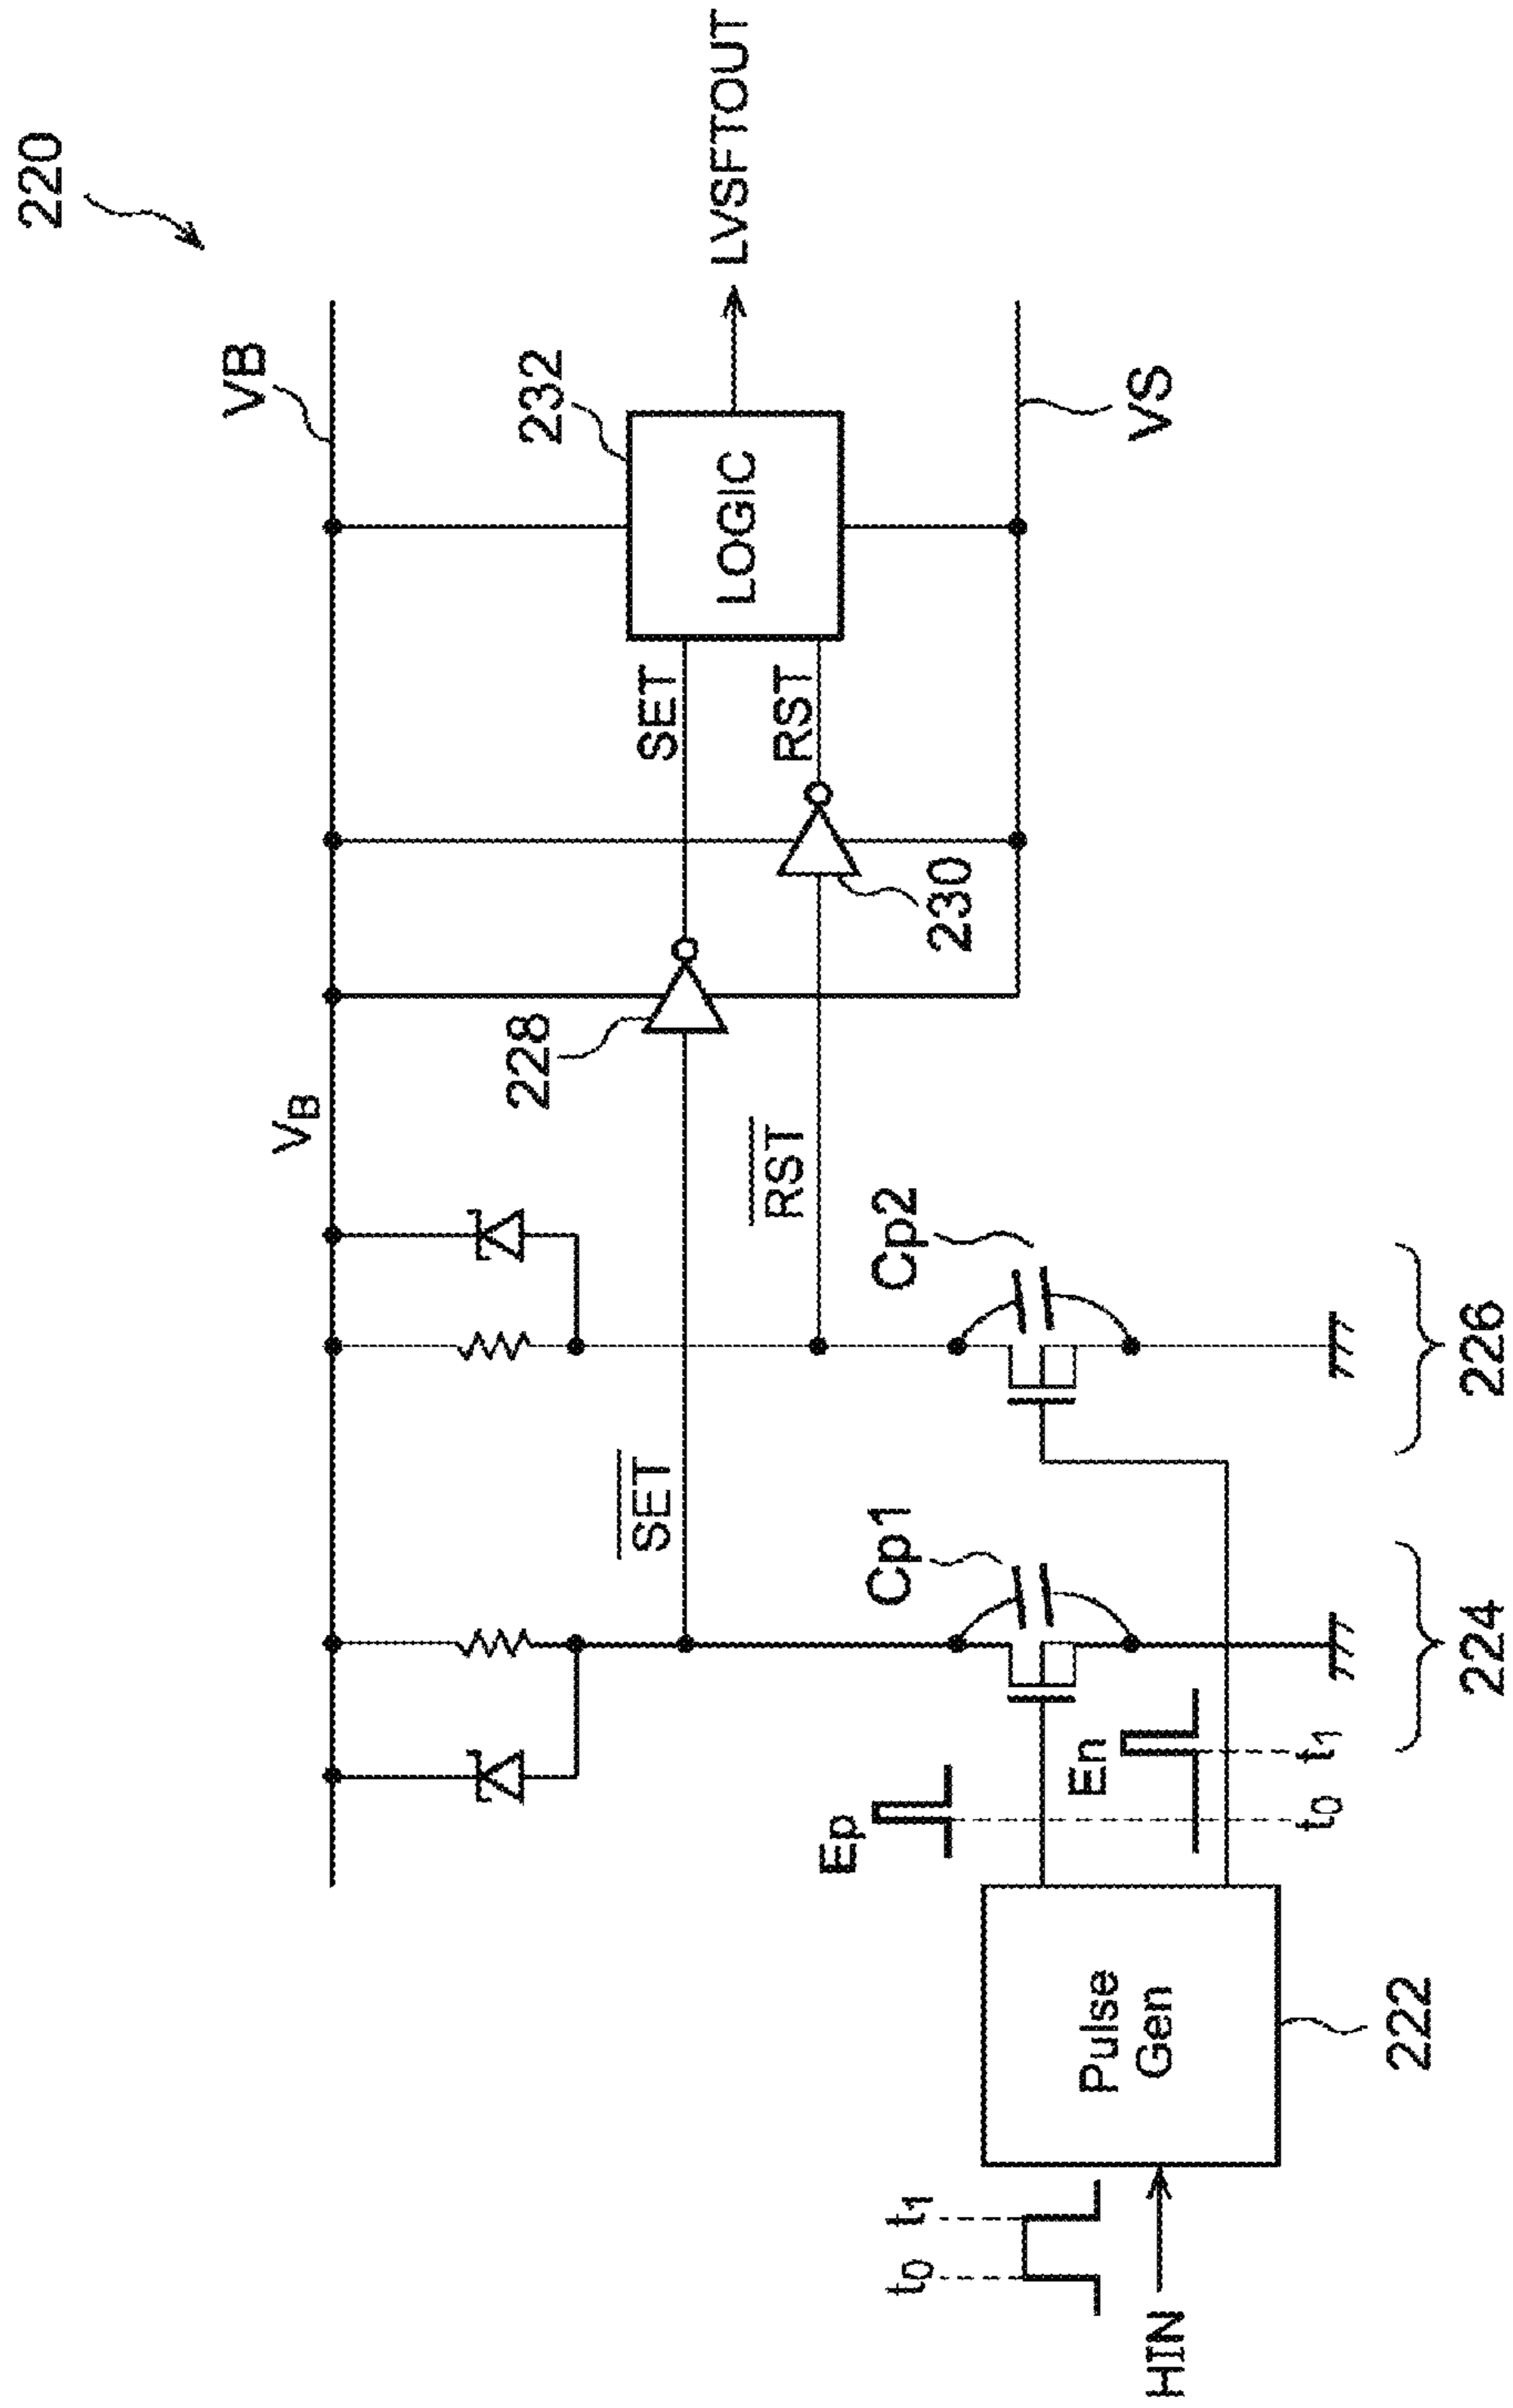 220
VB
VS
232
LOGIC
LVSFTOUT
SET
RST
V_B
228
230
SET
RST
Cp1
Cp2
Ep
En
t0
t1
224
226
Pulse
Gen
222
t0
t1
HIN